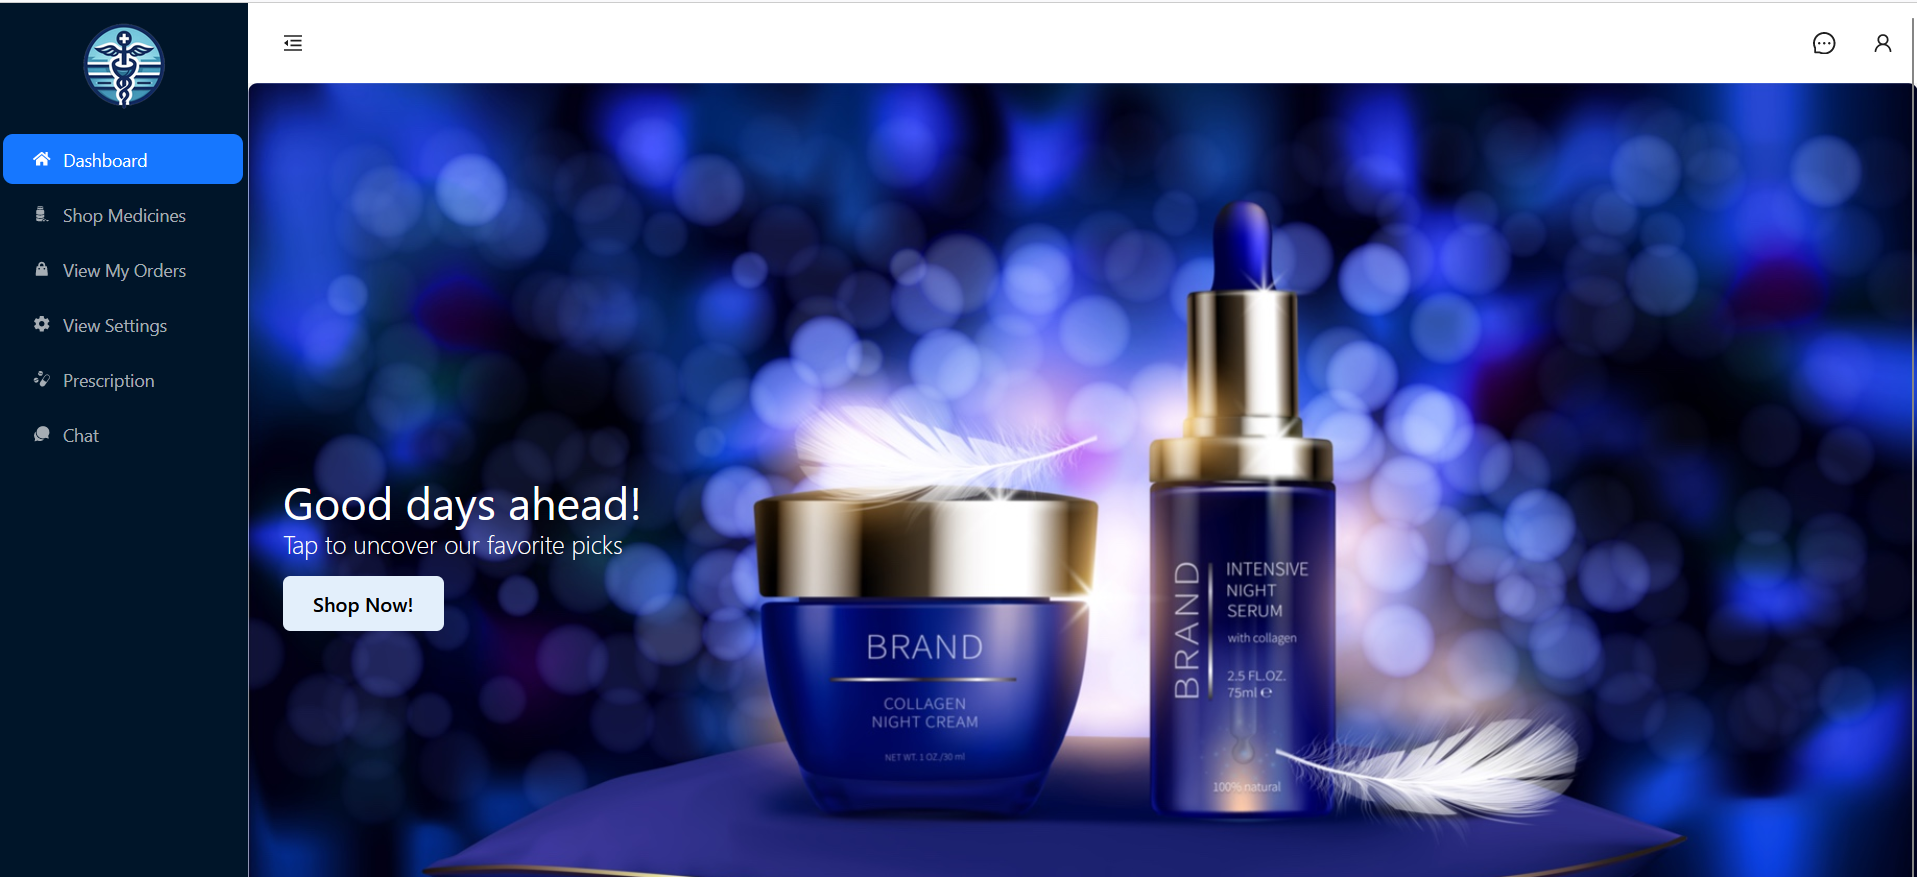 Dashboard
Shop Medicines
View My Orders
View Settings
Prescription
Chat
Good days ahead!
Tap to uncover our favorite picks
Shop Now!
BRAND
COLLAGEN
NIGHT CREAM
NET WT. 1 OZ./30 ml
BRAND
INTENSIVE
NIGHT
SERUM
with collagen
2.5 FL.OZ.
75ml ℮
100% natural